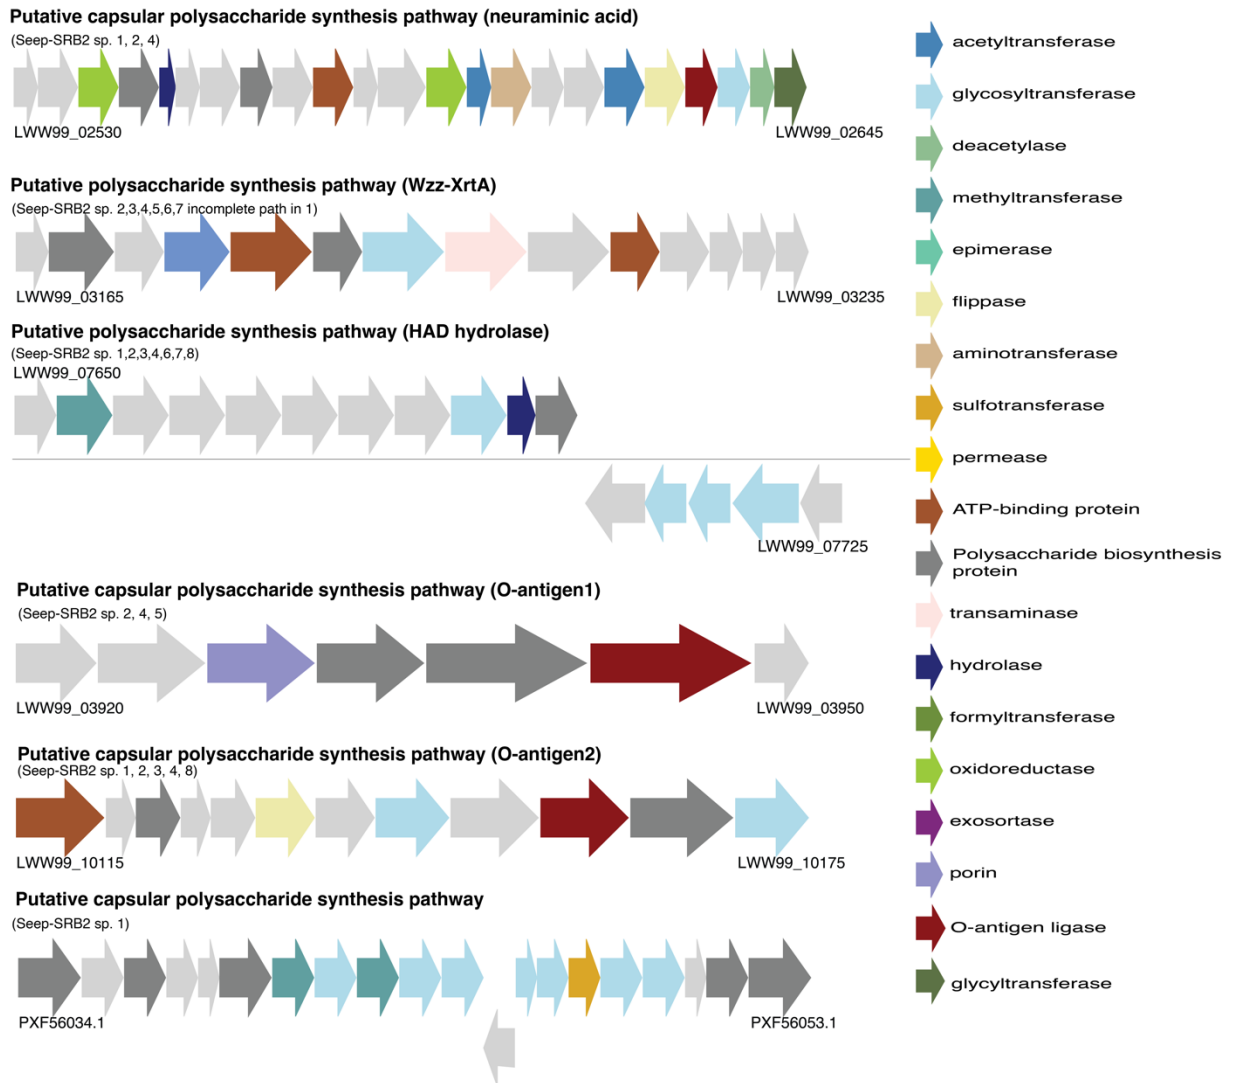 Putative capsular polysaccharide synthesis pathway (neuraminic acid)
(Seep-SRB2 sp. 1, 2, 4)
LWW99_02530
LWW99_02645
Putative polysaccharide synthesis pathway (Wzz-XrtA)
(Seep-SRB2 sp. 2,3,4,5,6,7 incomplete path in 1)
LWW99_03165
LWW99_03235
Putative polysaccharide synthesis pathway (HAD hydrolase)
(Seep-SRB2 sp. 1,2,3,4,6,7,8)
LWW99_07650
LWW99_07725
Putative capsular polysaccharide synthesis pathway (O-antigen1)
(Seep-SRB2 sp. 2, 4, 5)
LWW99_03920
LWW99_03950
Putative capsular polysaccharide synthesis pathway (O-antigen2)
(Seep-SRB2 sp. 1, 2, 3, 4, 8)
LWW99_10115
LWW99_10175
Putative capsular polysaccharide synthesis pathway
(Seep-SRB2 sp. 1)
PXF56034.1
PXF56053.1
acetyltransferase
glycosyltransferase
deacetylase
methyltransferase
epimerase
flippase
aminotransferase
sulfotransferase
permease
ATP-binding protein
Polysaccharide biosynthesis
protein
transaminase
hydrolase
formyltransferase
oxidoreductase
exosortase
porin
O-antigen ligase
glycyltransferase